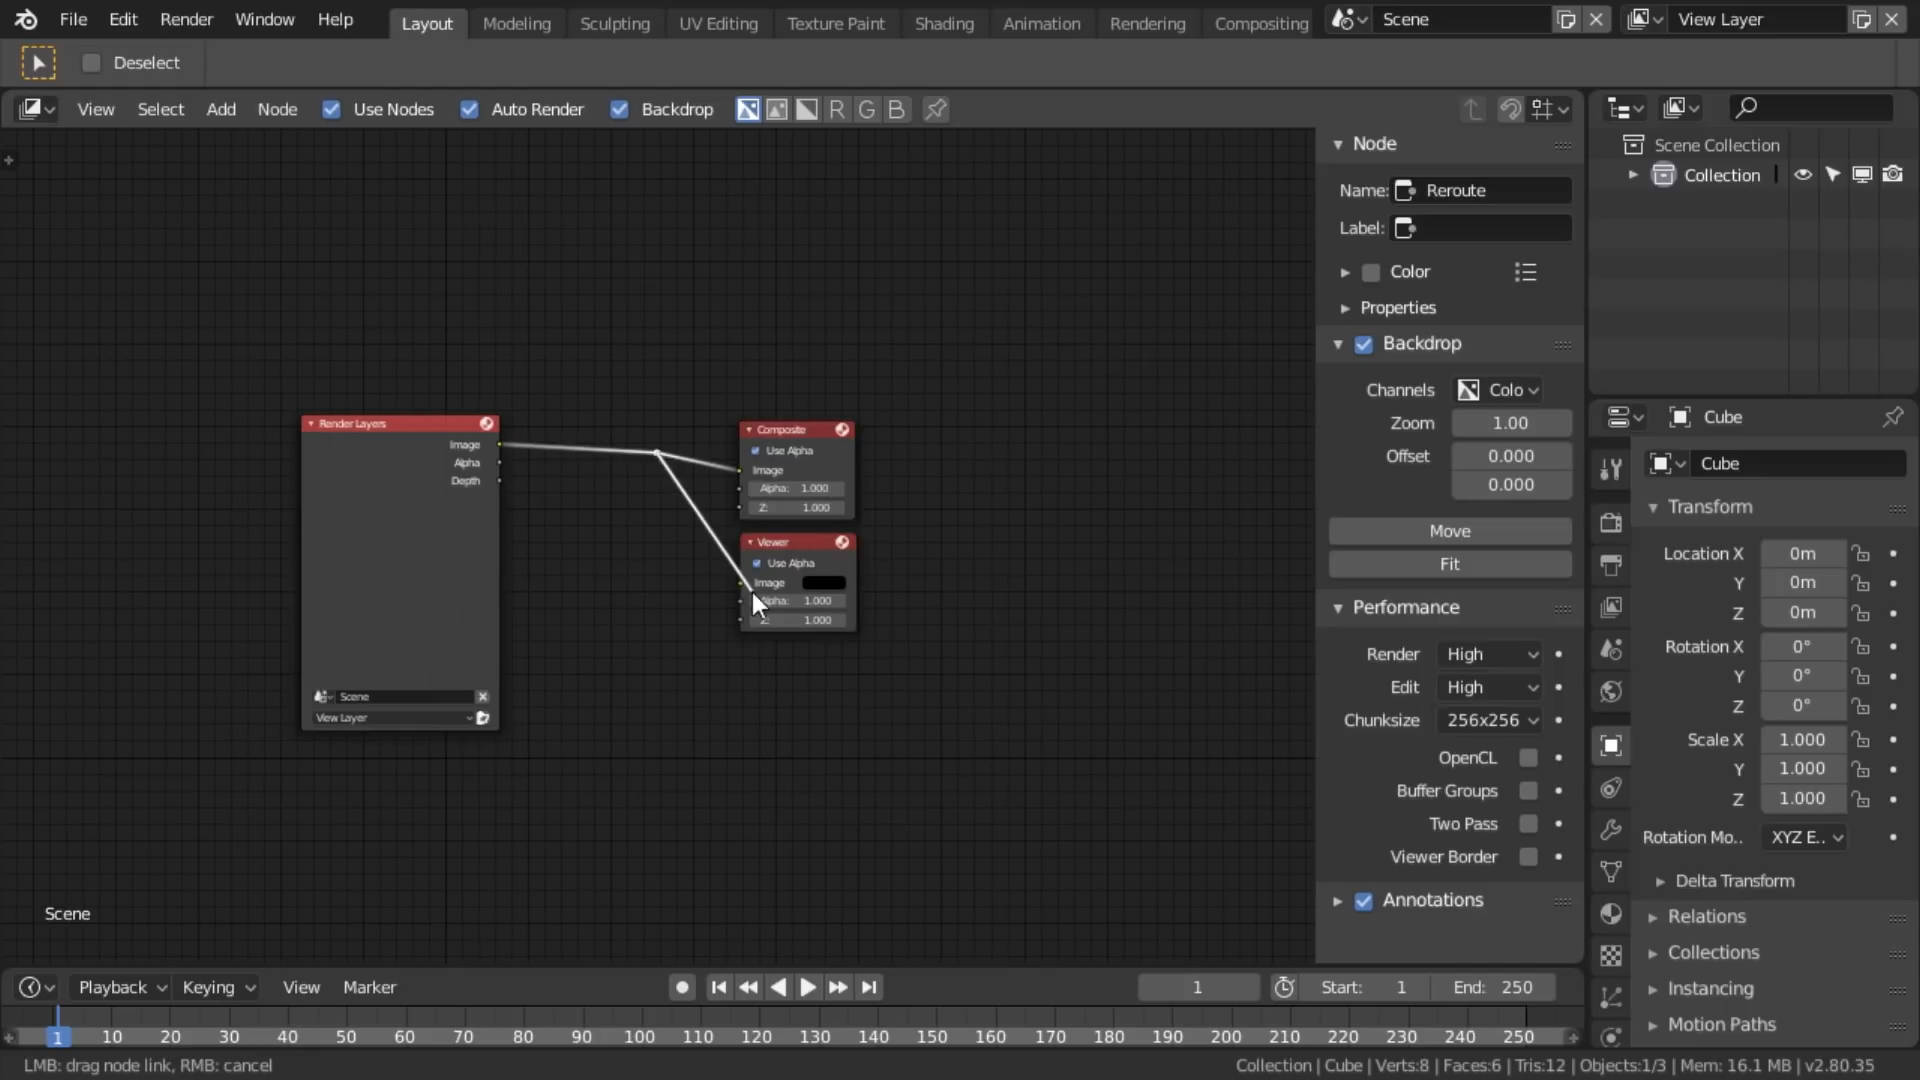 File Edit Render Window Help Layout Modeling Sculpting UV Editing Texture Paint Shading Animation Rendering Compositing Scene View Layer
Deselect
View Select Add Node Use Nodes Auto Render Backdrop R G B
Node
Name: Reroute
Label:
Color
Properties
Backdrop
Channels Colo
Zoom 1.00
Offset 0.000
0.000
Move
Fit
Performance
Render High
Edit High
Chunksize 256x256
OpenCL
Buffer Groups
Two Pass
Viewer Border
Annotations
Render Layers
Image
Alpha
Depth
Scene
View Layer
Composite
Use Alpha
Image
Alpha: 1.000
Z: 1.000
Viewer
Use Alpha
Image
1.000
Z: 1.000
Scene
Scene Collection
Collection
Cube
Cube
Transform
Location X 0m
Y 0m
Z 0m
Rotation X 0°
Y 0°
Z 0°
Scale X 1.000
Y 1.000
Z 1.000
Rotation Mo.. XYZ E..
Delta Transform
Relations
Collections
Instancing
Motion Paths
Playback Keying View Marker 1 Start: 1 End: 250
1 10 20 30 40 50 60 70 80 90 100 110 120 130 140 150 160 170 180 190 200 210 220 230 240 250
LMB: drag node link, RMB: cancel Collection | Cube | Verts:8 | Faces:6 | Tris:12 | Objects:1/3 | Mem: 16.1 MB | v2.80.35